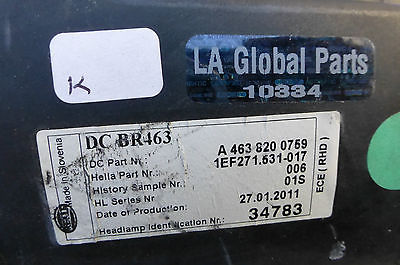 K
LA Global Parts
10334
DC BR463
DC Part Nr.: A 463 820 0759
Hella Part Nr.: 1EF271.631-017
History Sample Nr.: 006
HL Series Nr 01S
Date of Production: 27.01.2011
Headlamp Identification Nr.: 34783
ECE ( RHD )
HELLA
Made in Slovenia